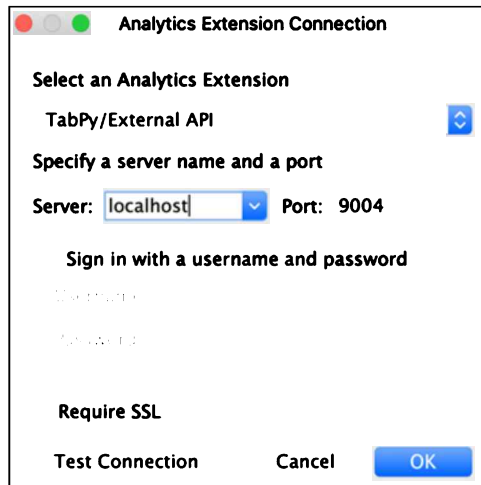 Analytics Extension Connection
Select an Analytics Extension
TabPy/External API
Specify a server name and a port
Server: localhost Port: 9004
Sign in with a username and password
Require SSL
Test Connection Cancel OK